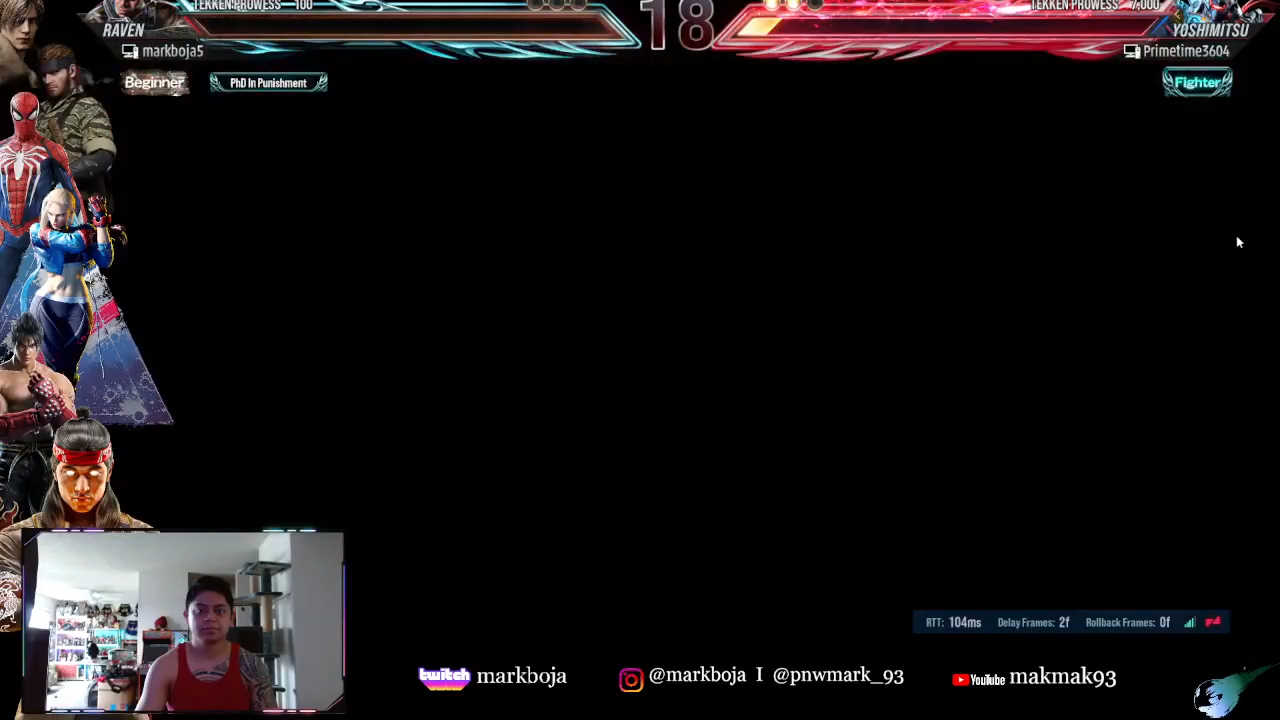 TEKKEN PROWESS 100
18
TEKKEN PROWESS 7,000
RAVEN
YOSHIMITSU
markboja5
Primetime3604
Beginner
PhD In Punishment
Fighter
RTT: 104ms Delay Frames: 2f Rollback Frames: 0f
twitch markboja
@markboja I @pnwmark_93
YouTube makmak93